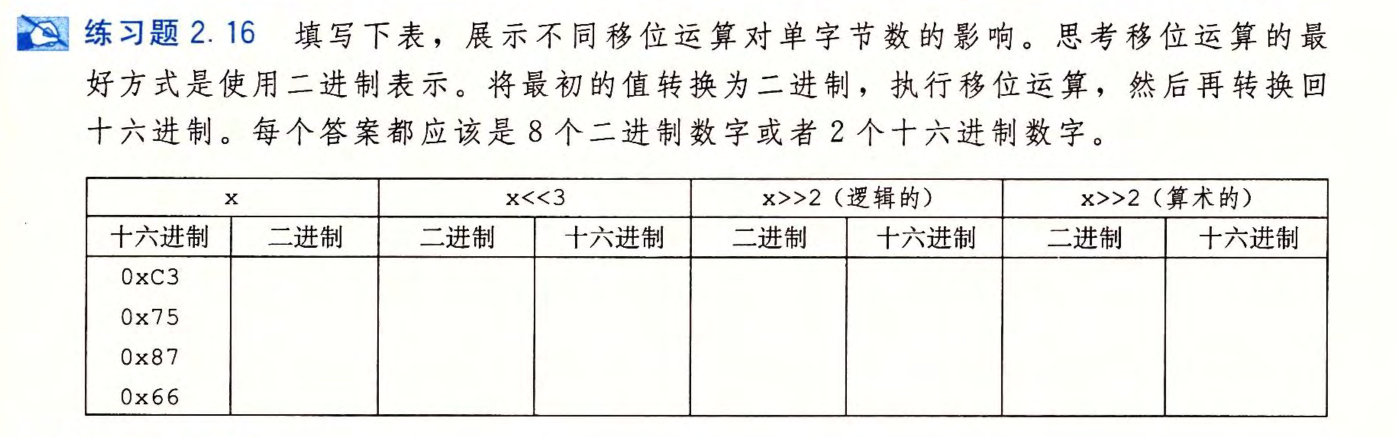 练习题 2.16 填写下表，展示不同移位运算对单字节数的影响。思考移位运算的最
好方式是使用二进制表示。将最初的值转换为二进制，执行移位运算，然后再转换回
十六进制。每个答案都应该是 8 个二进制数字或者 2 个十六进制数字。
x x<<3 x>>2（逻辑的） x>>2（算术的）
十六进制 二进制 二进制 十六进制 二进制 十六进制 二进制 十六进制
0xC3
0x75
0x87
0x66